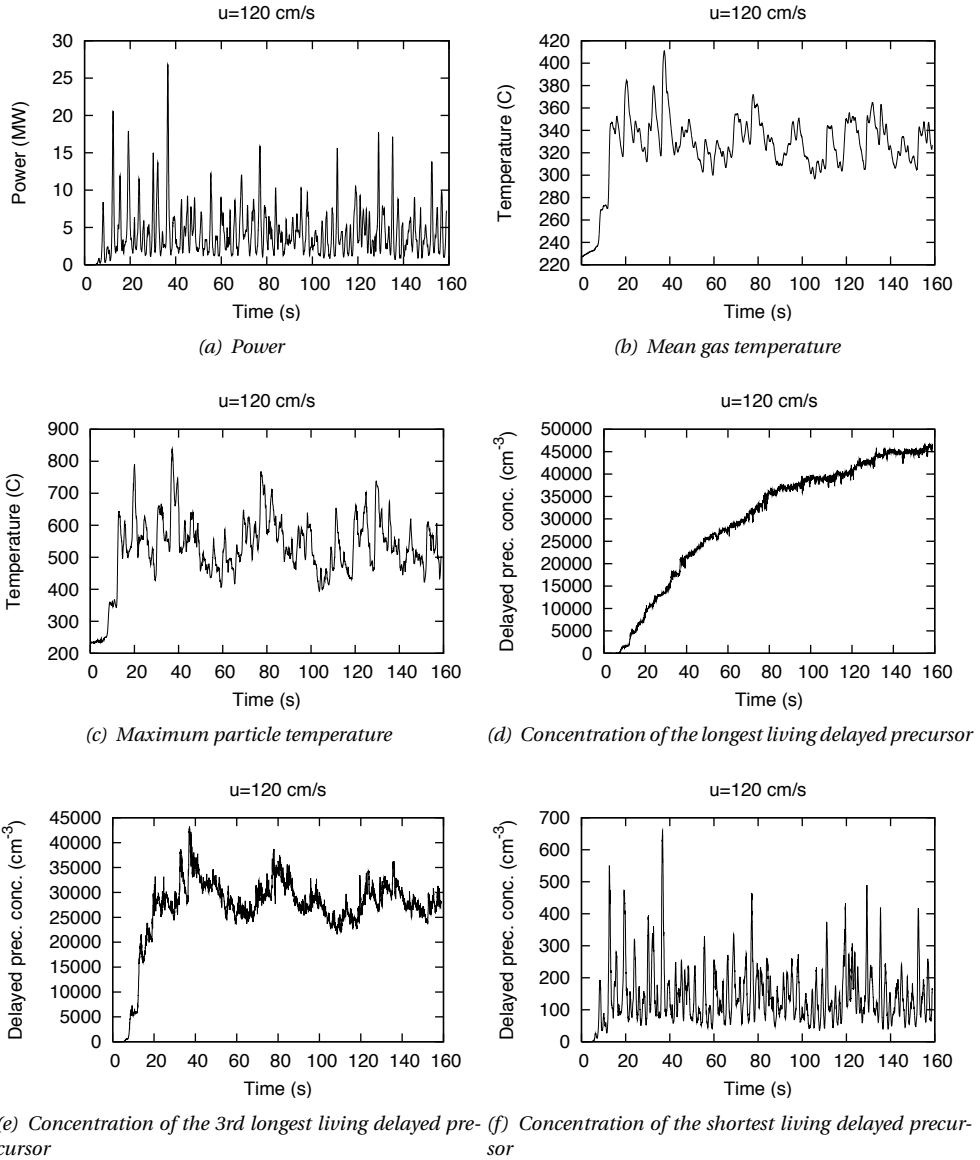 u=120 cm/s
30
25
20
15
10
5
0
0 20 40 60 80 100 120 140 160
Power (MW)
Time (s)
(a) Power
u=120 cm/s
420
400
380
360
340
320
300
280
260
240
220
0 20 40 60 80 100 120 140 160
Temperature (C)
Time (s)
(b) Mean gas temperature
u=120 cm/s
900
800
700
600
500
400
300
200
0 20 40 60 80 100 120 140 160
Temperature (C)
Time (s)
(c) Maximum particle temperature
u=120 cm/s
50000
45000
40000
35000
30000
25000
20000
15000
10000
5000
0
0 20 40 60 80 100 120 140 160
Delayed prec. conc. (cm⁻³)
Time (s)
(d) Concentration of the longest living delayed precursor
u=120 cm/s
45000
40000
35000
30000
25000
20000
15000
10000
5000
0
0 20 40 60 80 100 120 140 160
Delayed prec. conc. (cm⁻³)
Time (s)
(e) Concentration of the 3rd longest living delayed pre-
cursor
u=120 cm/s
700
600
500
400
300
200
100
0
0 20 40 60 80 100 120 140 160
Delayed prec. conc. (cm⁻³)
Time (s)
(f) Concentration of the shortest living delayed precur-
sor